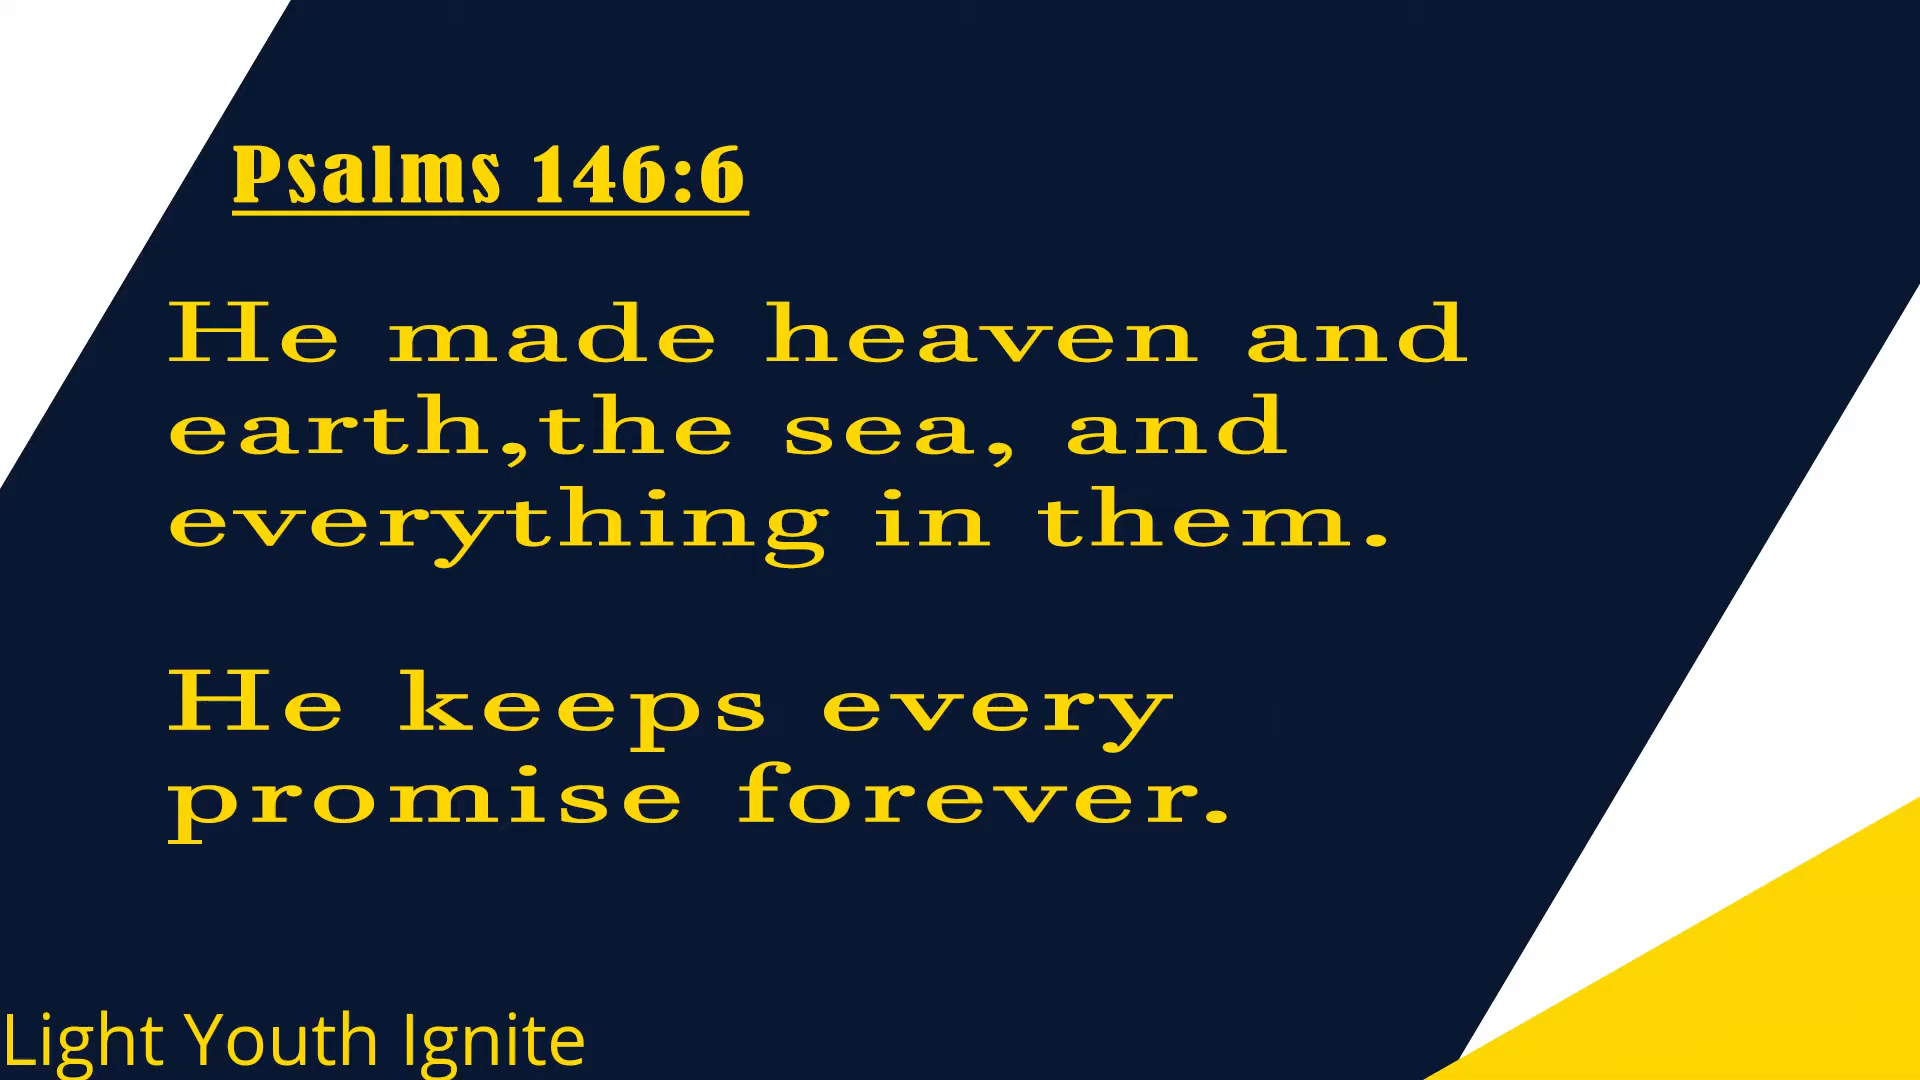 Psalms 146:6
He made heaven and
earth,the sea, and
everything in them.
He keeps every
promise forever.
Light Youth Ignite